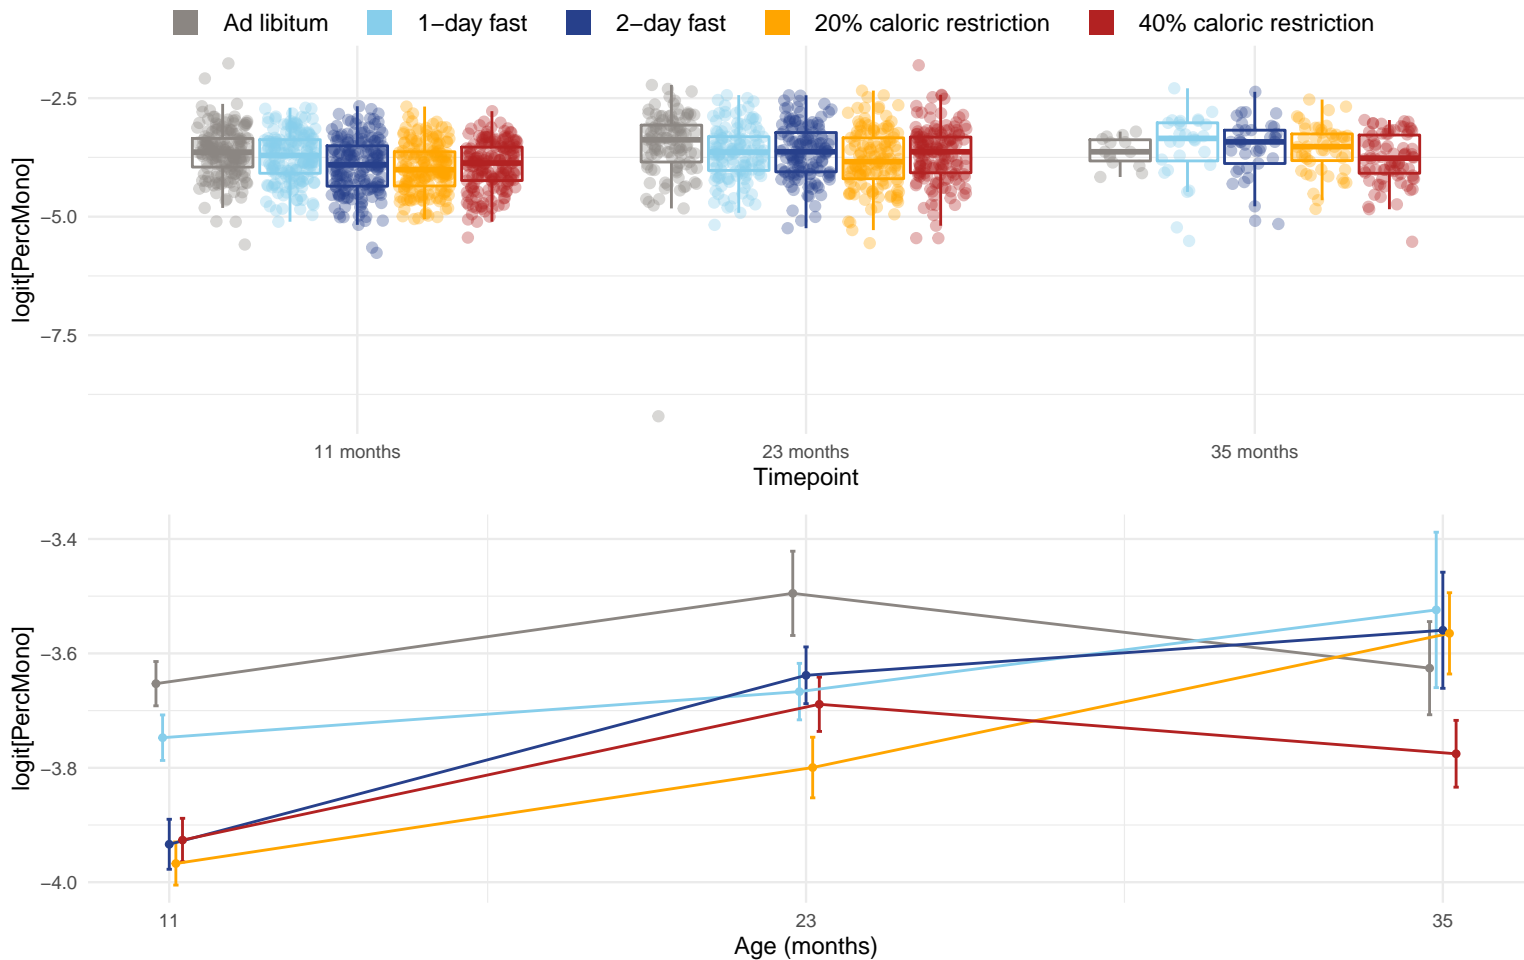 Ad libitum 1−day fast 2−day fast 20% caloric restriction 40% caloric restriction
logit[PercMono]
−2.5
−5.0
−7.5
11 months 23 months 35 months
Timepoint
logit[PercMono]
−3.4
−3.6
−3.8
−4.0
11 23 35
Age (months)